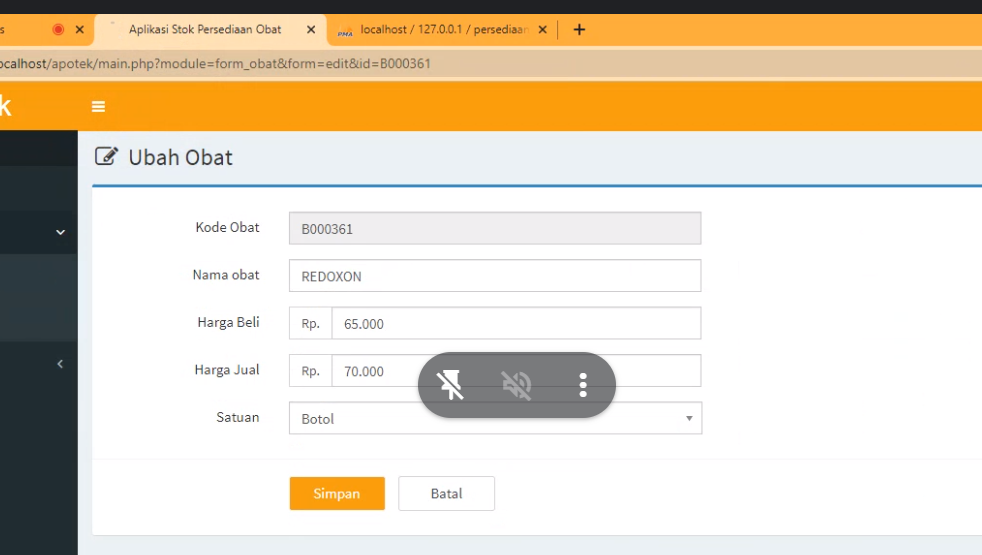 s
Aplikasi Stok Persediaan Obat
localhost / 127.0.0.1 / persediaan
ocalhost/apotek/main.php?module=form_obat&form=edit&id=B000361
k
Ubah Obat
Kode Obat B000361
Nama obat REDOXON
Harga Beli Rp. 65.000
Harga Jual Rp. 70.000
Satuan Botol
Simpan Batal